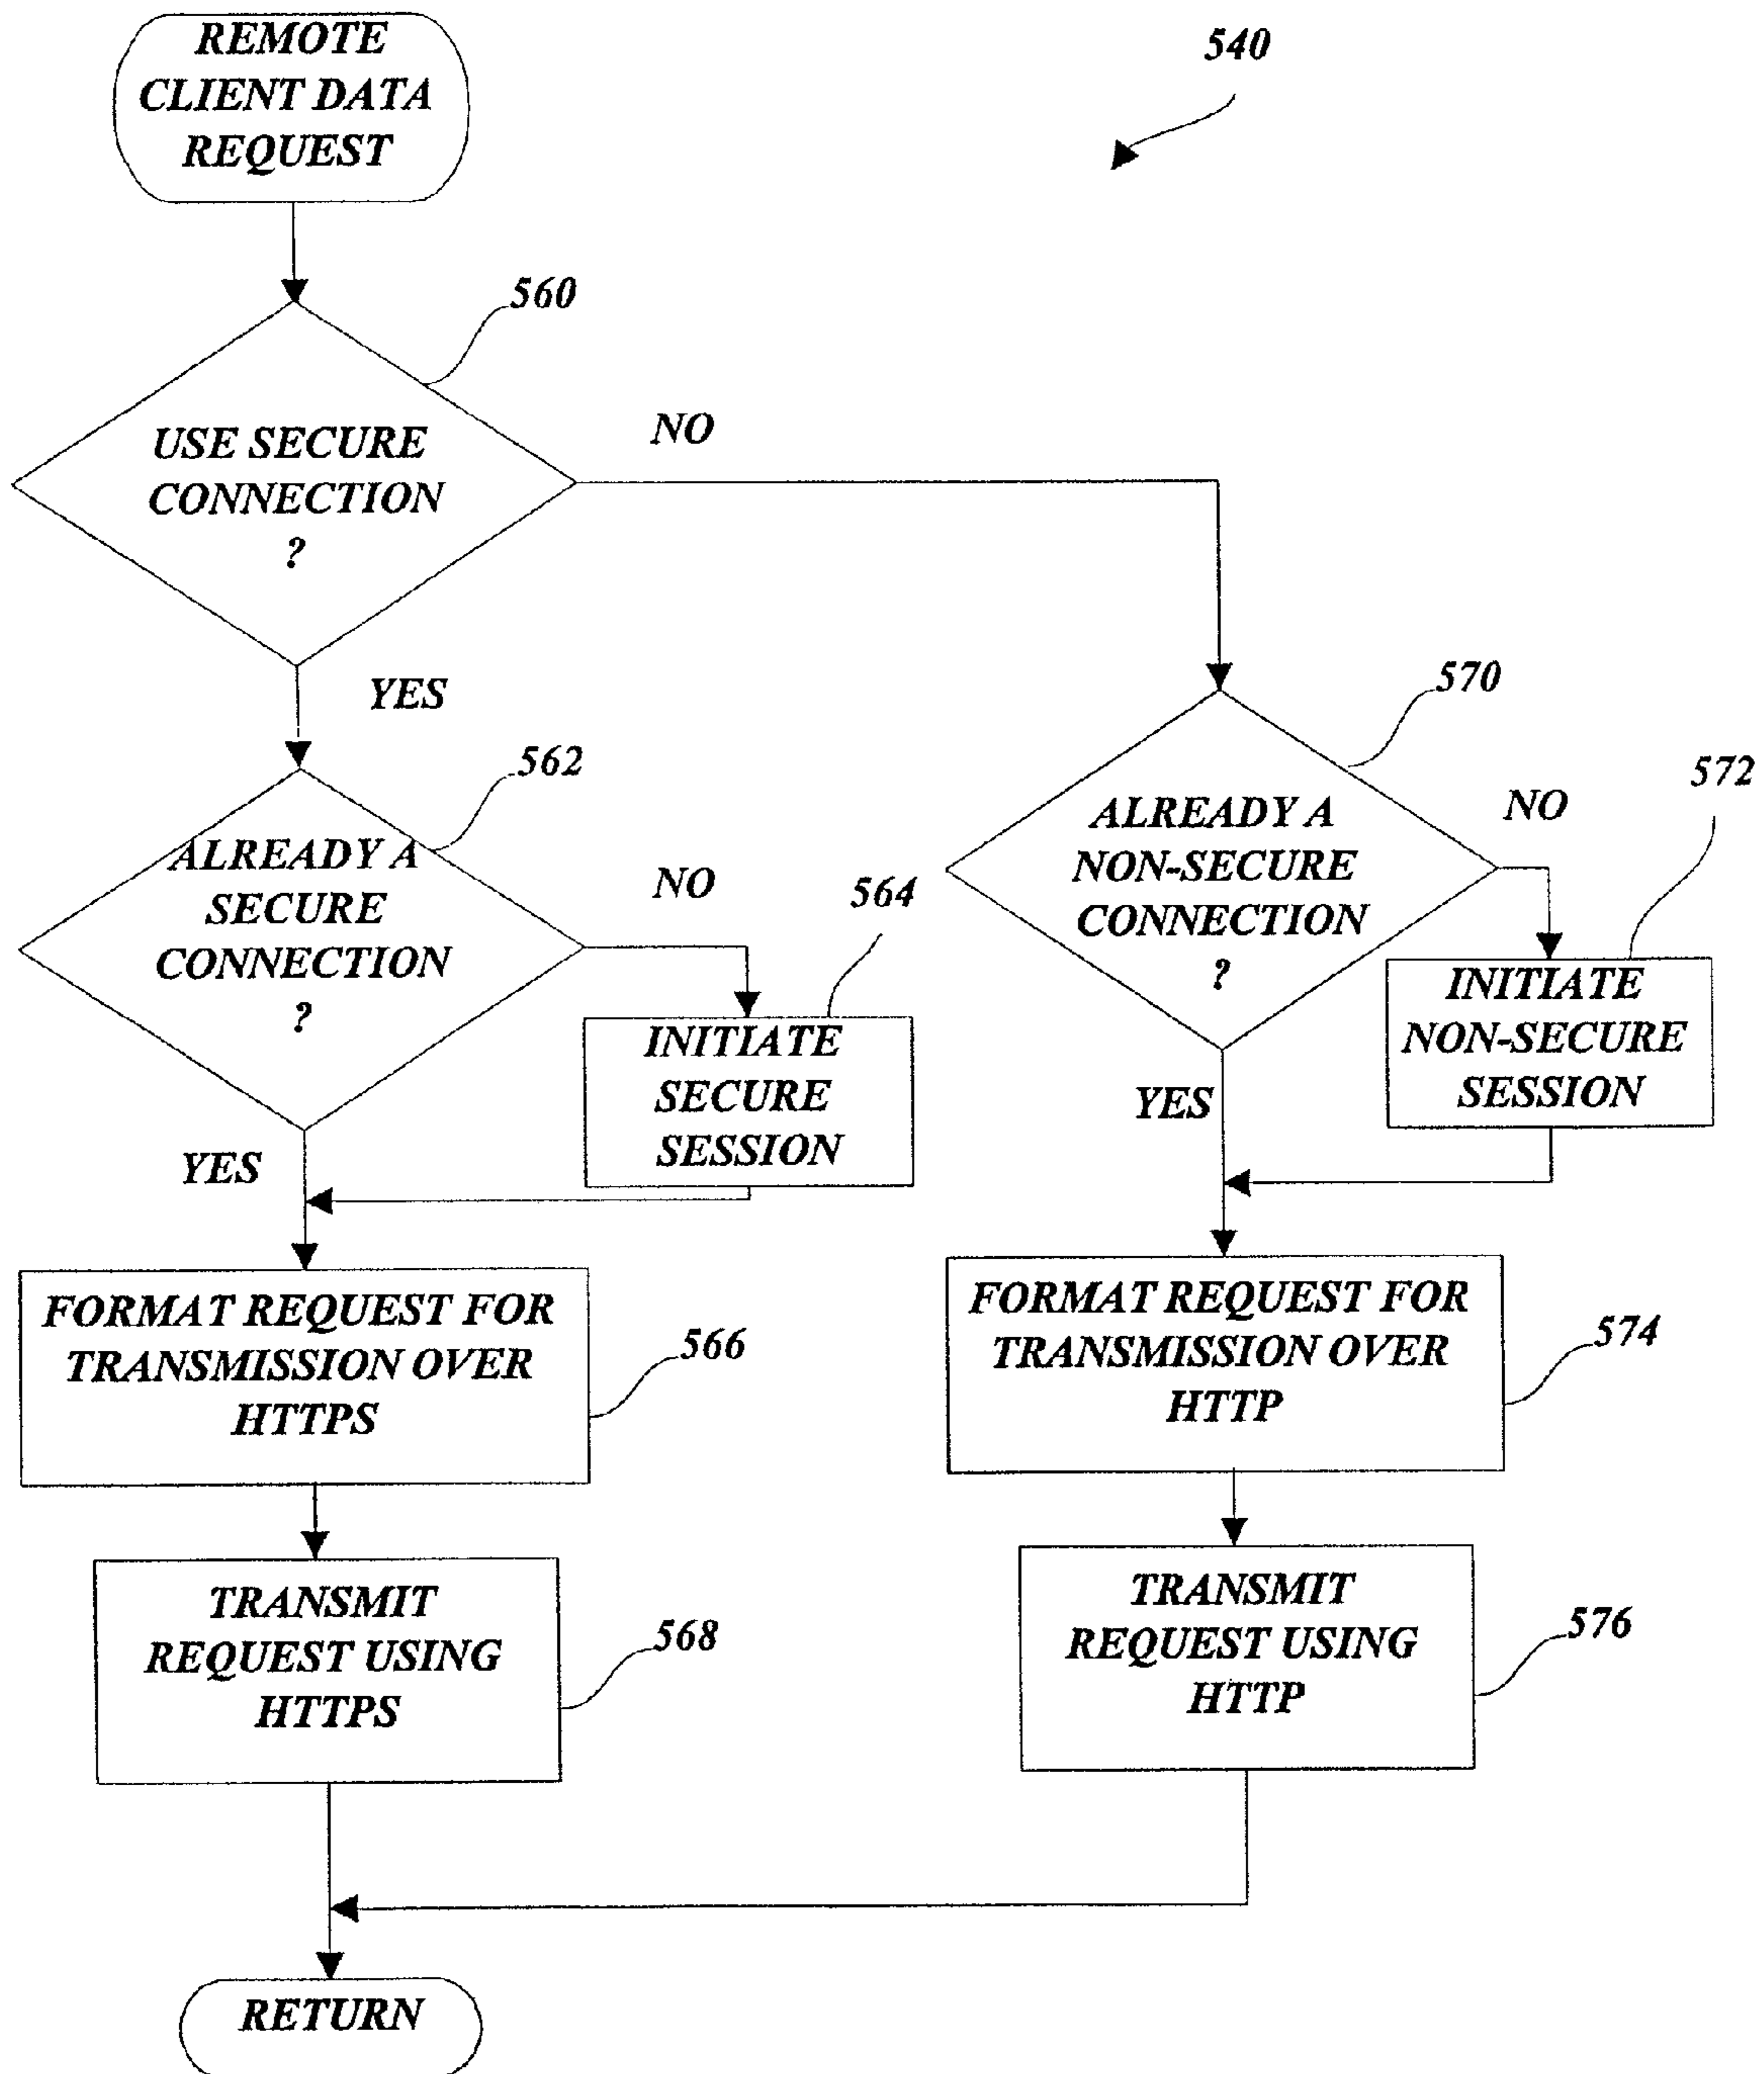 REMOTE
CLIENT DATA
REQUEST
540
560
USE SECURE
CONNECTION
?
NO
YES
562
ALREADY A
SECURE
CONNECTION
?
NO
564
INITIATE
SECURE
SESSION
YES
FORMAT REQUEST FOR
TRANSMISSION OVER
HTTPS
566
TRANSMIT
REQUEST USING
HTTPS
568
570
ALREADY A
NON-SECURE
CONNECTION
?
NO
572
INITIATE
NON-SECURE
SESSION
YES
FORMAT REQUEST FOR
TRANSMISSION OVER
HTTP
574
TRANSMIT
REQUEST USING
HTTP
576
RETURN